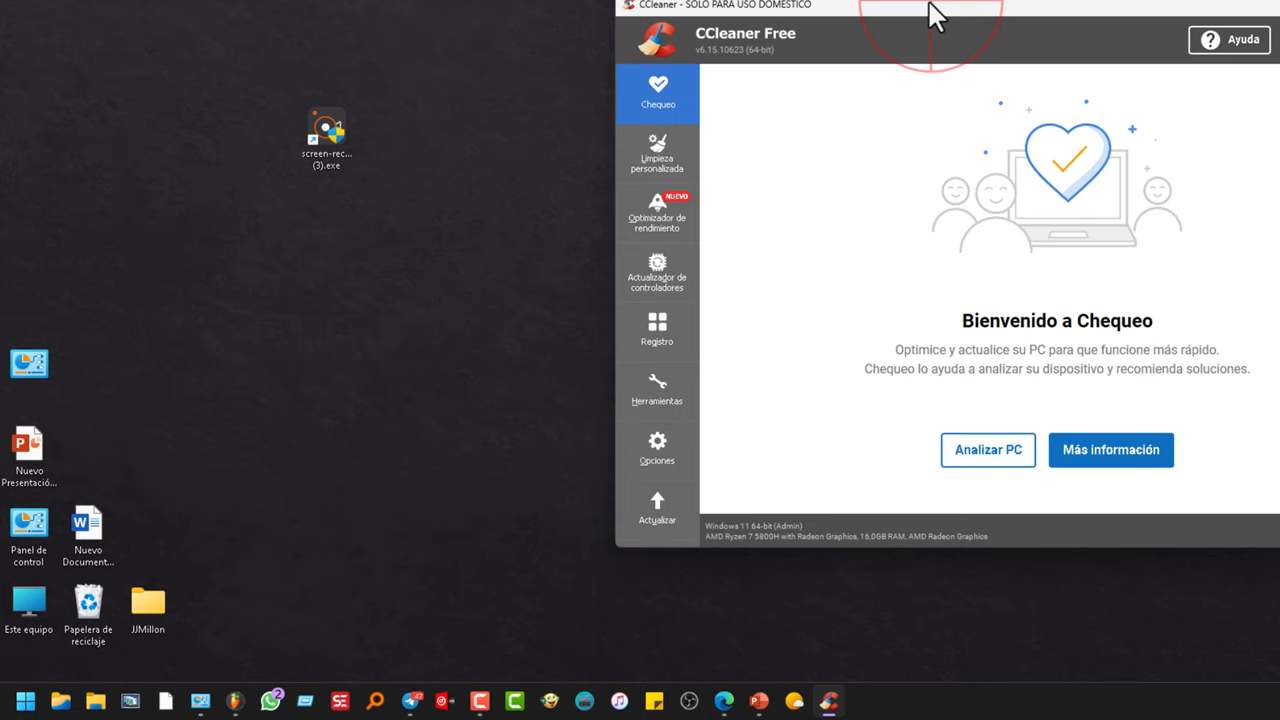 CCleaner - SOLO PARA USO DOMÉSTICO
CCleaner Free
v6.15.10623 (64-bit)
Ayuda
Chequeo
Limpieza
personalizada
NUEVO
Optimizador de
rendimiento
Actualizador de
controladores
Registro
Herramientas
Opciones
Actualizar
Bienvenido a Chequeo
Optimice y actualice su PC para que funcione más rápido.
Chequeo lo ayuda a analizar su dispositivo y recomienda soluciones.
Analizar PC
Más información
Windows 11 64-bit (Admin)
AMD Ryzen 7 5800H with Radeon Graphics, 16,0GB RAM, AMD Radeon Graphics
screen-rec...
(3).exe
Nuevo
Presentació...
Panel de
control
Nuevo
Document...
Este equipo
Papelera de
reciclaje
JJMillon
2